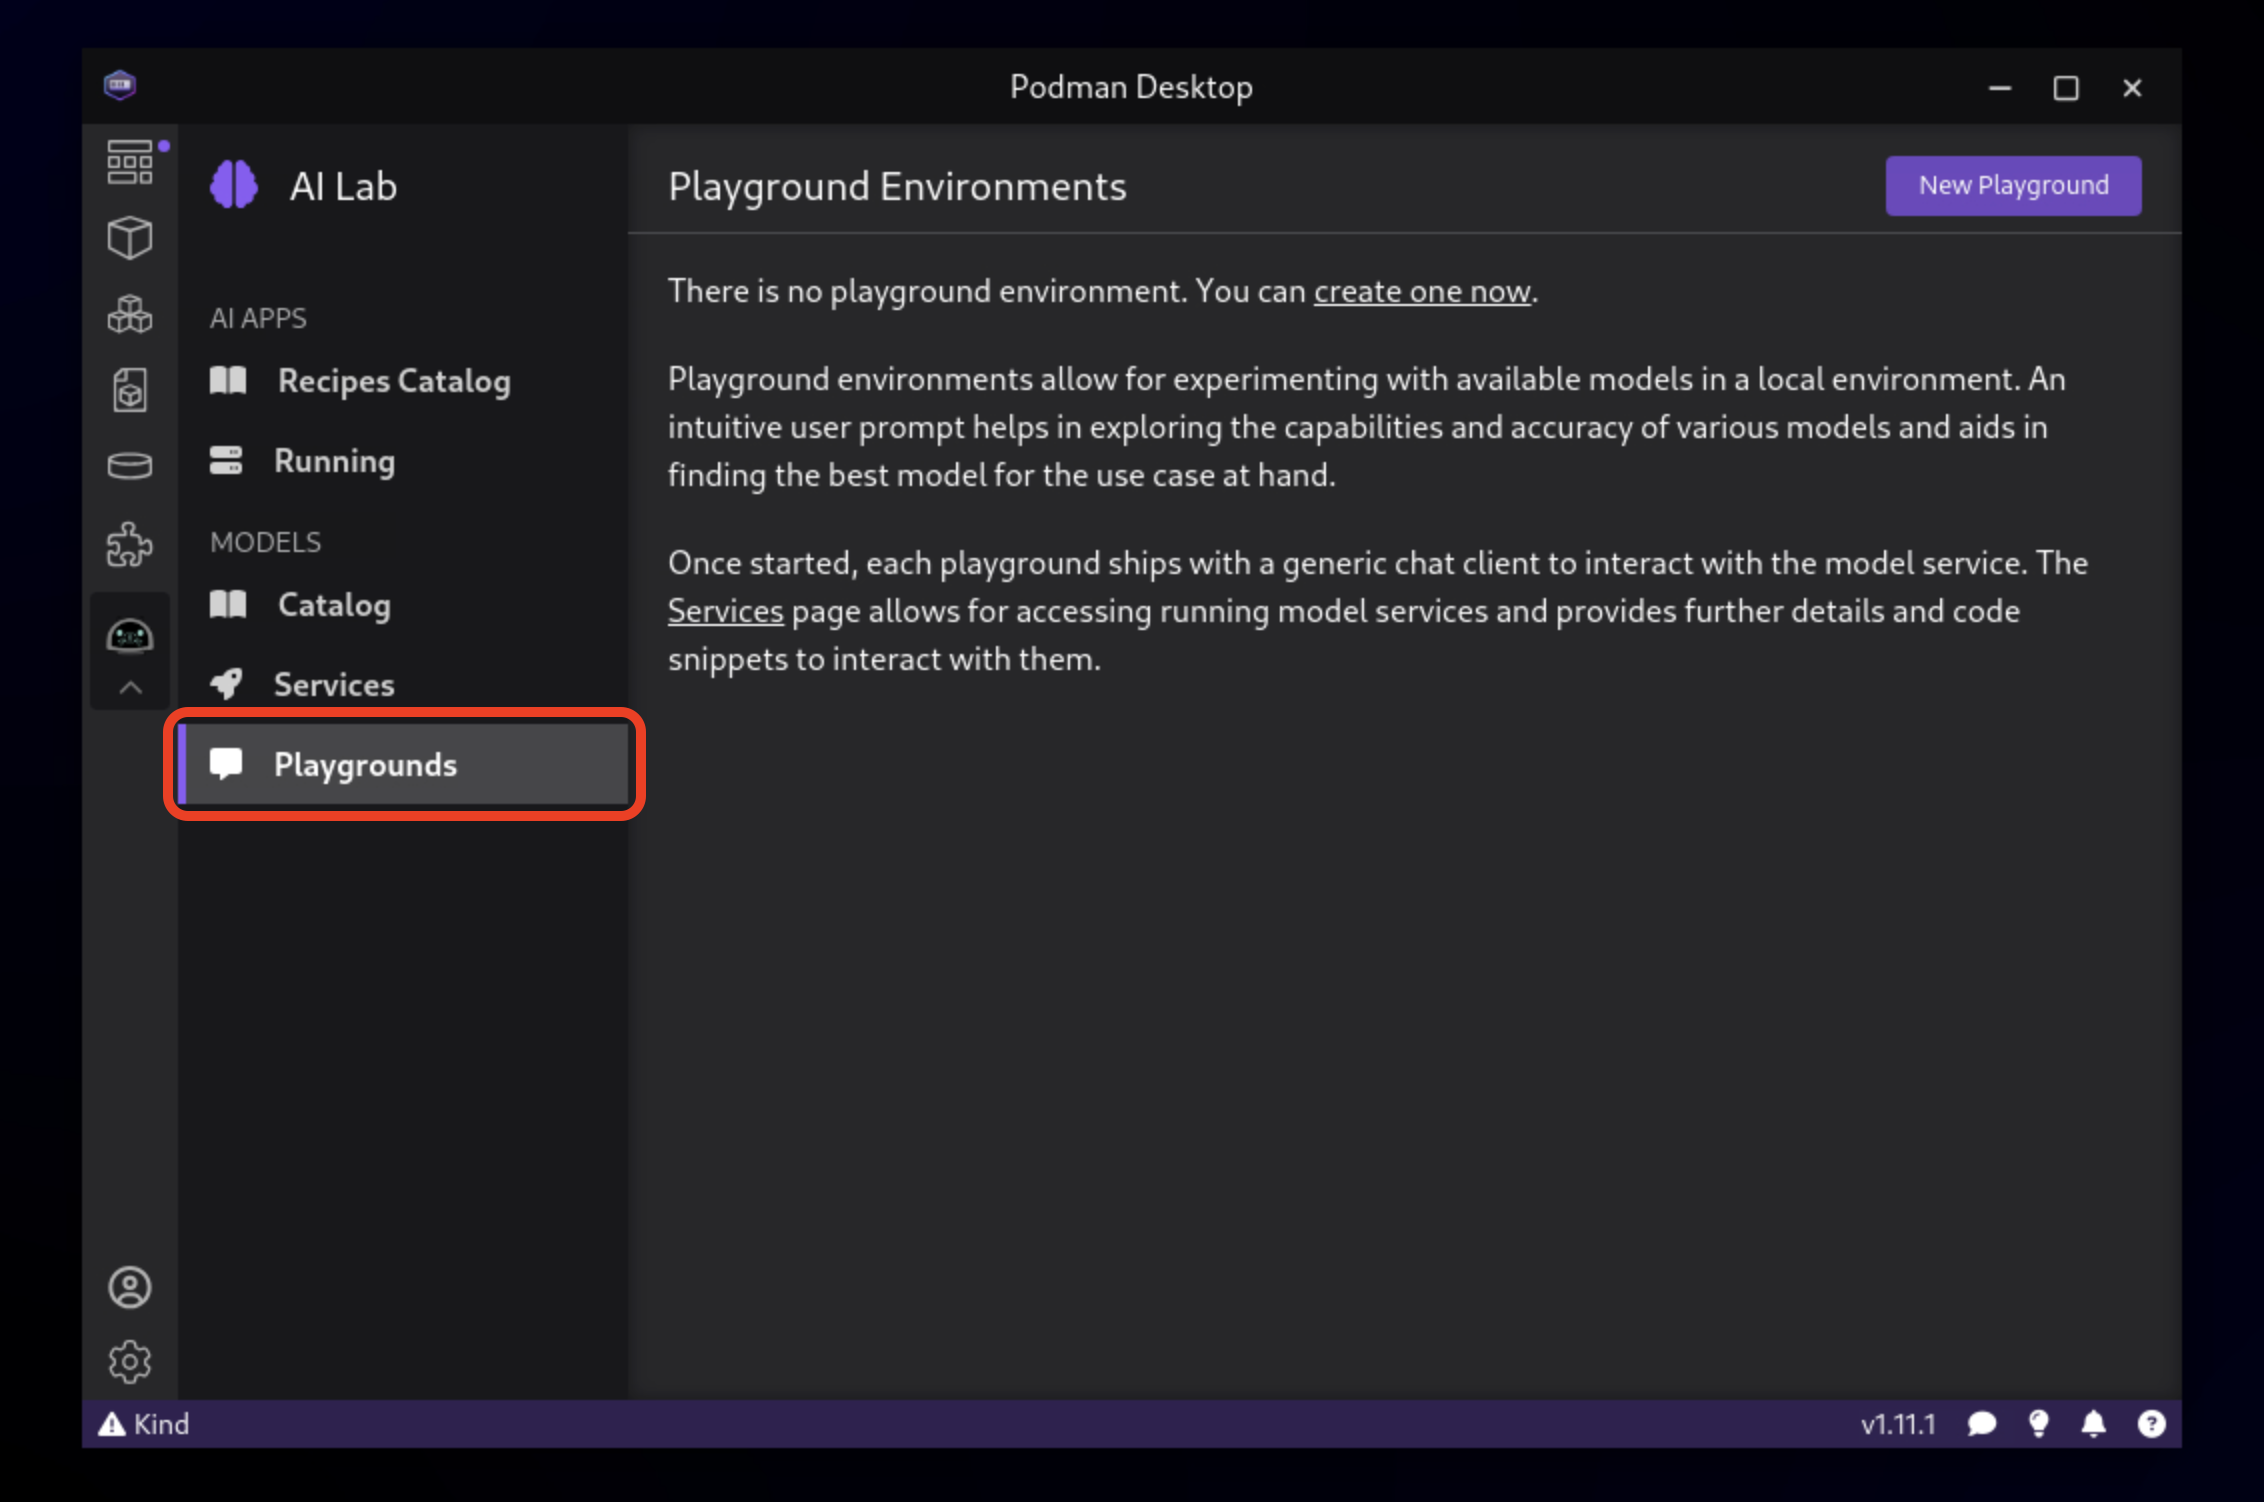 Podman Desktop
AI Lab
AI APPS
Recipes Catalog
Running
MODELS
Catalog
Services
Playgrounds
Playground Environments
New Playground
There is no playground environment. You can create one now.
Playground environments allow for experimenting with available models in a local environment. An
intuitive user prompt helps in exploring the capabilities and accuracy of various models and aids in
finding the best model for the use case at hand.
Once started, each playground ships with a generic chat client to interact with the model service. The
Services page allows for accessing running model services and provides further details and code
snippets to interact with them.
Kind
v1.11.1